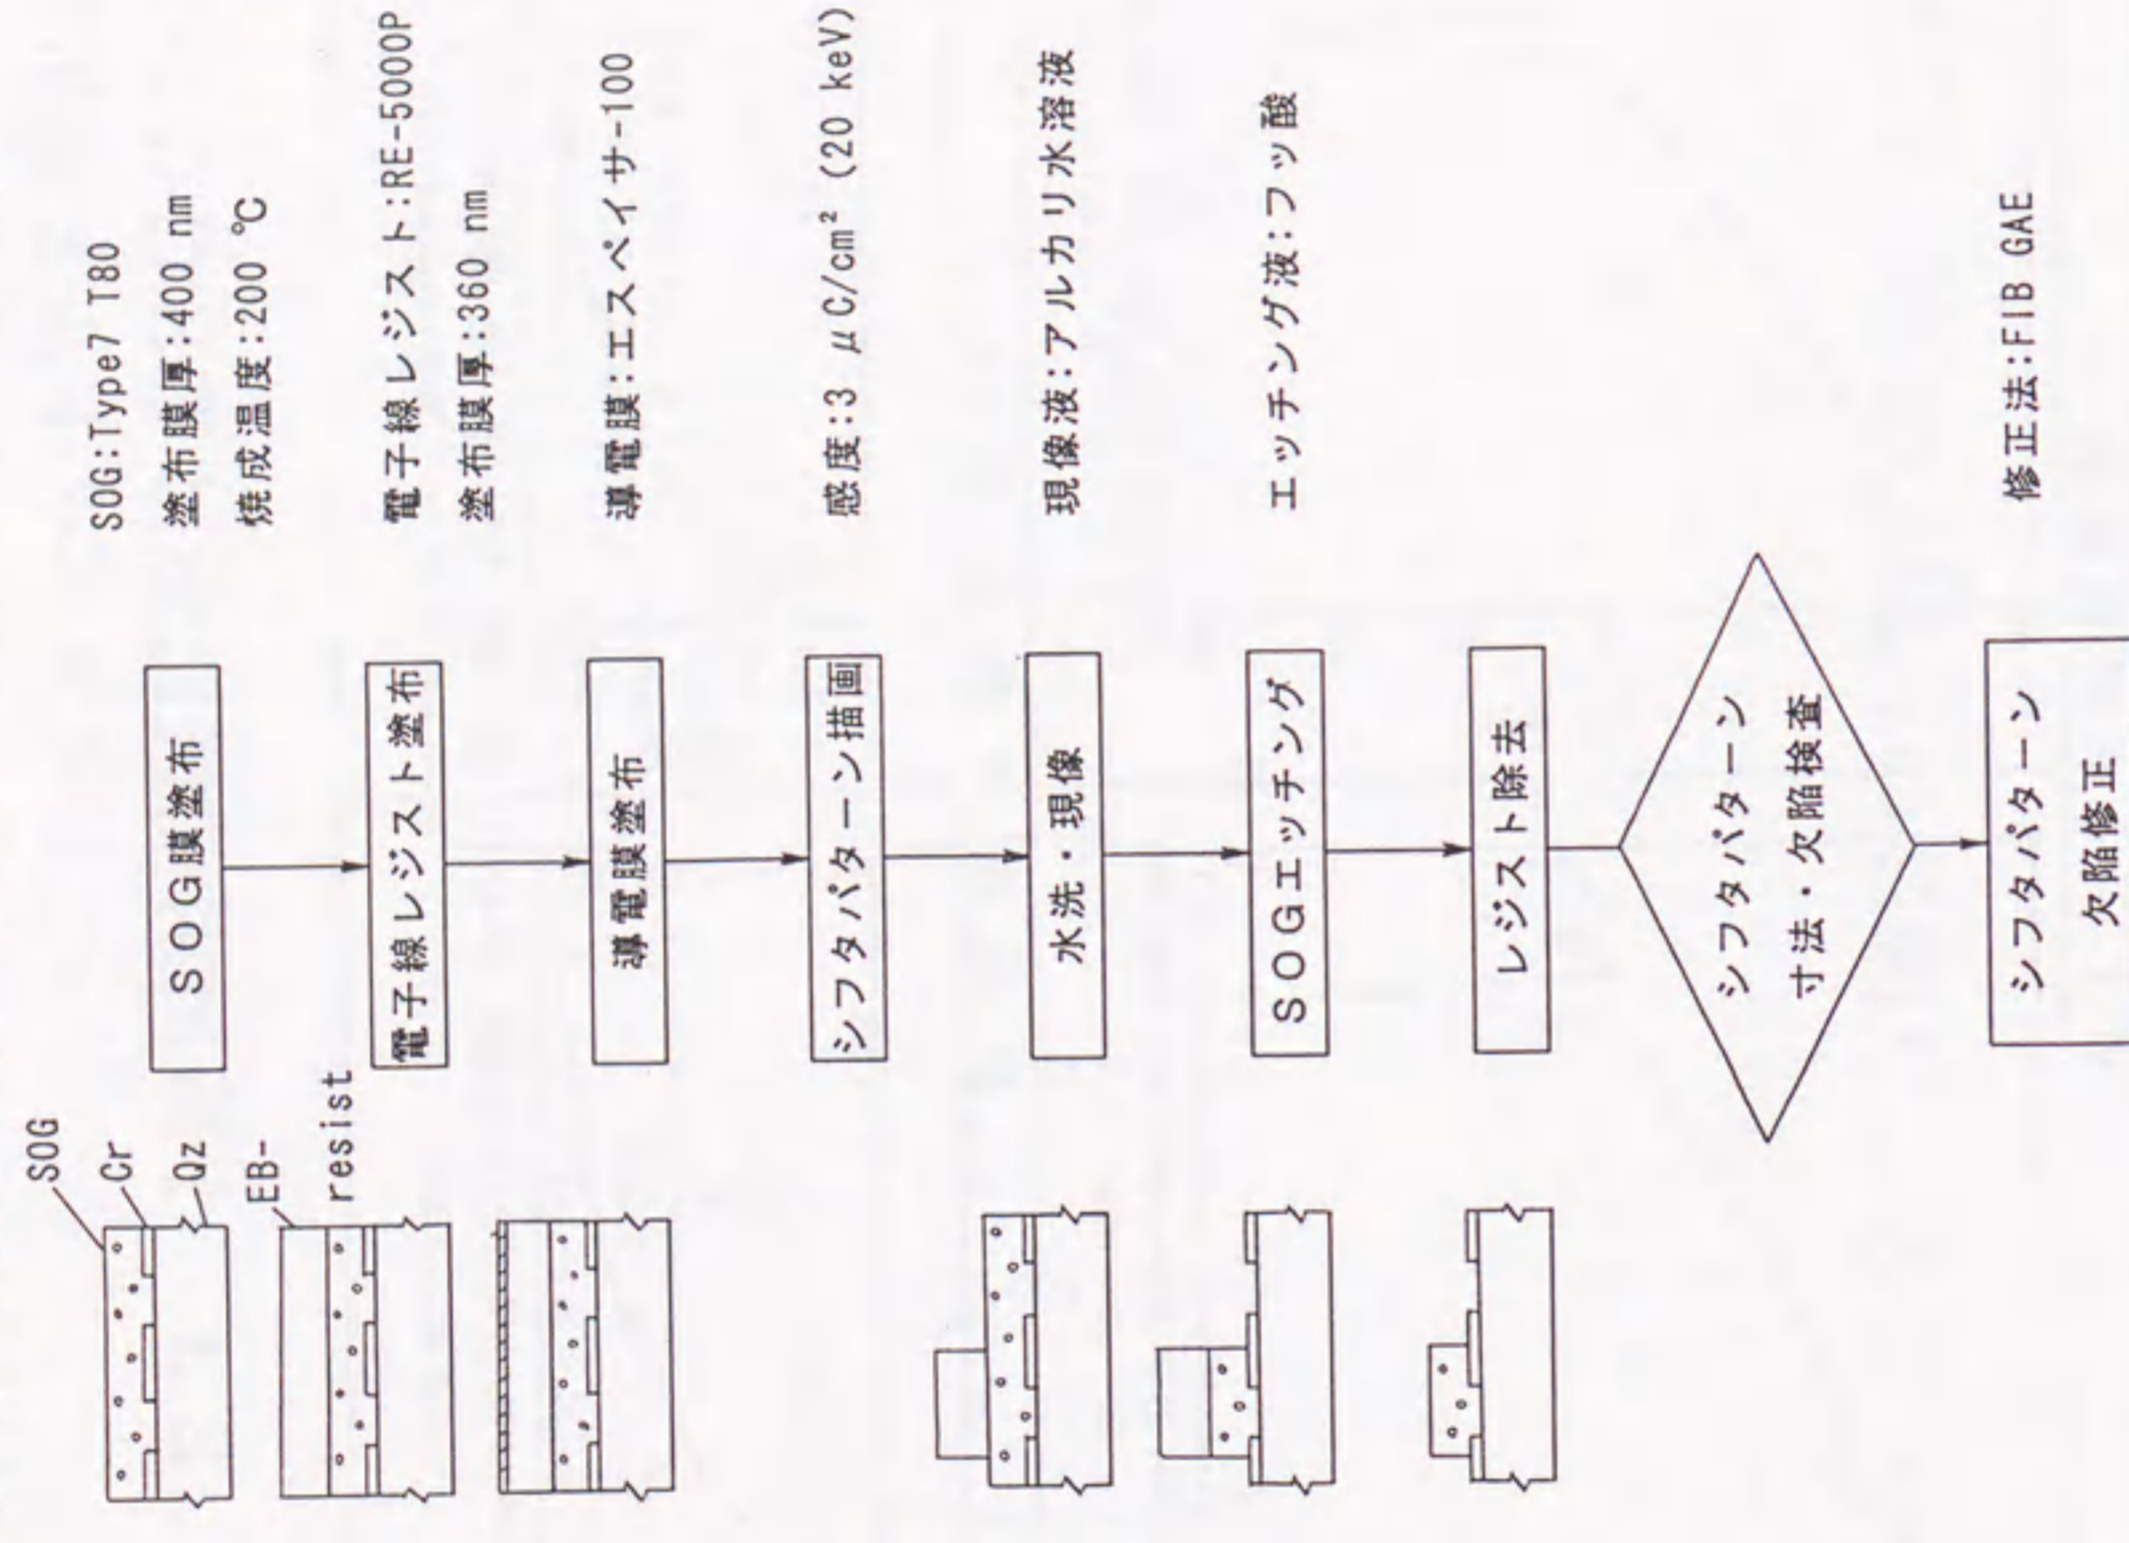 SOG
Cr
Qz
SOG膜塗布
SOG:Type7 T80
塗布膜厚:400 nm
焼成温度:200 ℃
EB-
resist
電子線レジスト塗布
電子線レジスト:RE-5000P
塗布膜厚:360 nm
導電膜塗布
導電膜:エスペイサ-100
シフタパターン描画
感度:3 μC/cm² (20 keV)
水洗・現像
現像液:アルカリ水溶液
SOGエッチング
エッチング液:フッ酸
レジスト除去
シフタパターン
寸法・欠陥検査
シフタパターン
欠陥修正
修正法:FIB GAE